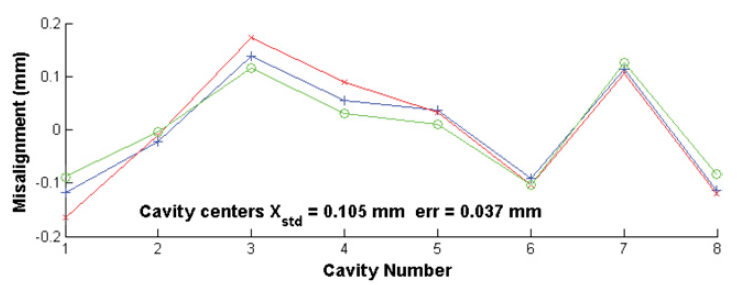 0.2
0.1
0
-0.1
-0.2
Misalignment (mm)
Cavity centers Xstd = 0.105 mm err = 0.037 mm
1 2 3 4 5 6 7 8
Cavity Number